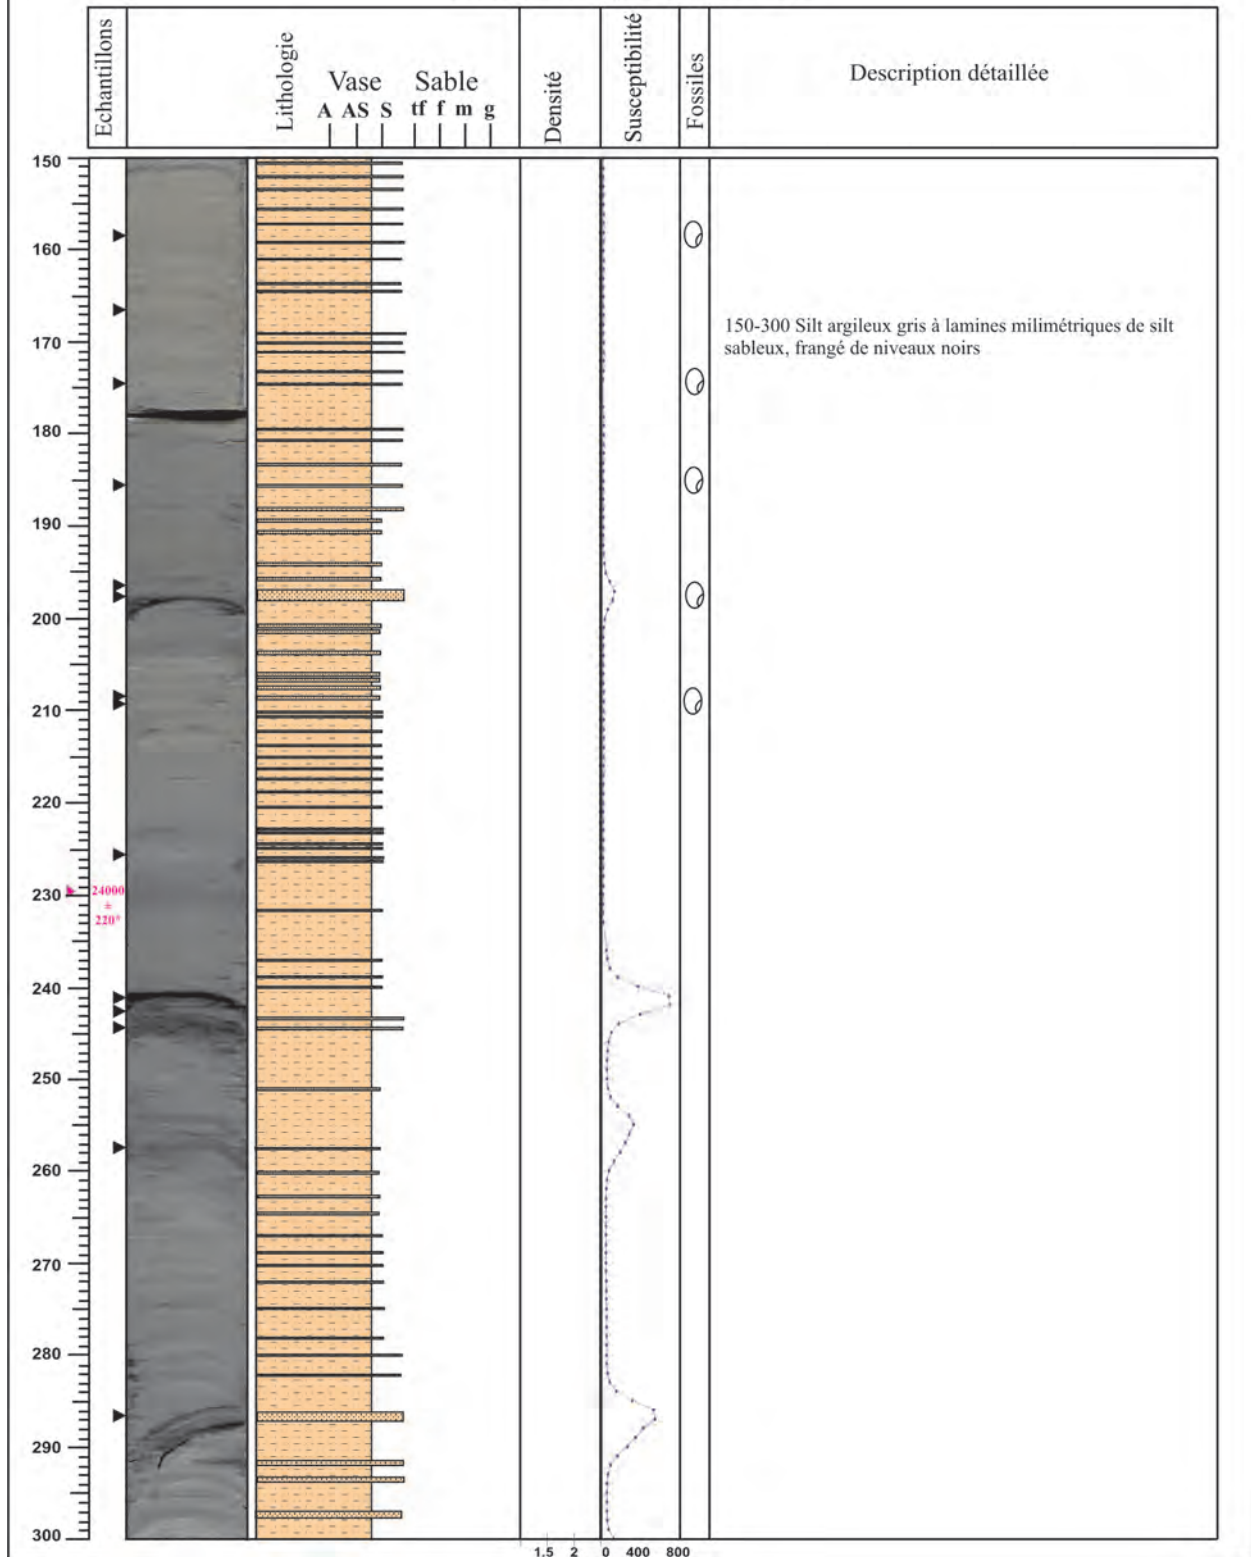 Echantillons
Lithologie
Vase Sable
A AS S tf f m g
Densité
Susceptibilité
Fossiles
Description détaillée
150
160
170
180
190
200
210
220
230
240
250
260
270
280
290
300
24000
±
220*
150-300 Silt argileux gris à lamines milimétriques de silt
sableux, frangé de niveaux noirs
1.5 2 0 400 800